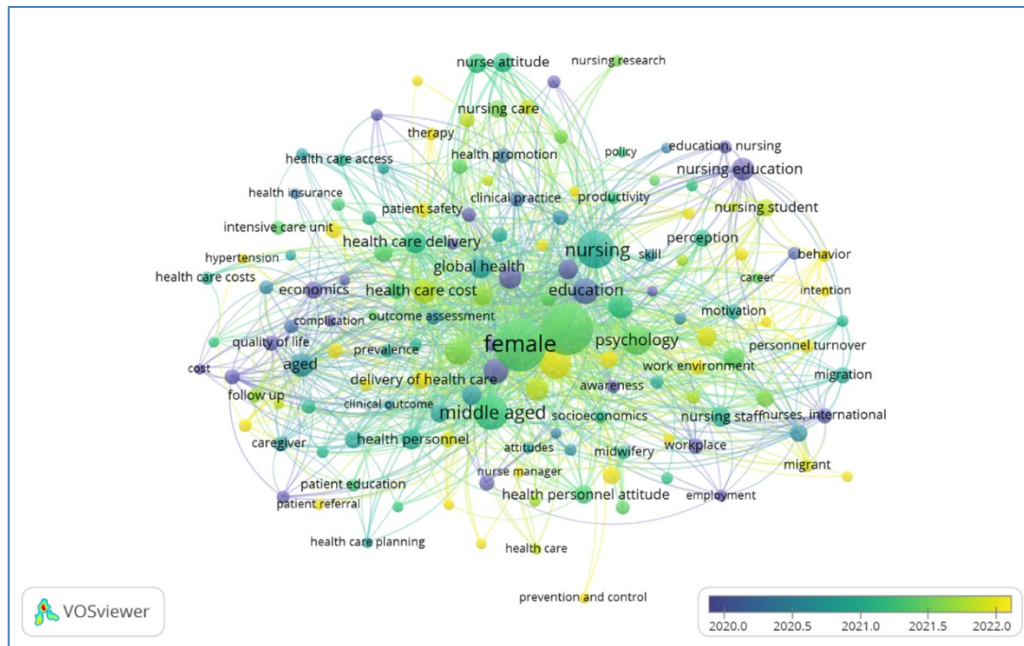 nurse attitude
nursing research
nursing care
therapy
policy
education, nursing
health promotion
health care access
nursing education
health insurance
clinical practice
productivity
patient safety
nursing student
intensive care unit
perception
health care delivery
nursing
skill
behavior
hypertension
global health
health care costs
career
economics
health care cost
education
intention
motivation
outcome assessment
complication
quality of life
female
psychology
personnel turnover
prevalence
aged
work environment
cost
migration
delivery of health care
awareness
follow up
clinical outcome
middle aged
socioeconomics
nursing staff
nurses, international
caregiver
health personnel
attitudes
midwifery
workplace
migrant
nurse manager
patient education
health personnel attitude
employment
patient referral
health care planning
health care
prevention and control
VOSviewer
2020.0 2020.5 2021.0 2021.5 2022.0